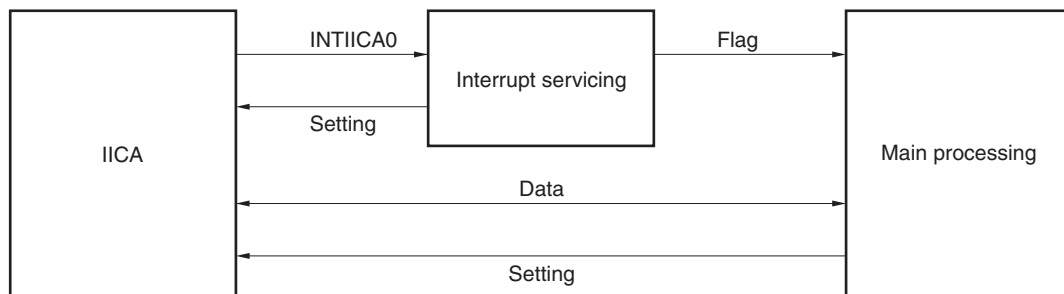 INTIICA0
Flag
Interrupt servicing
Setting
IICA
Main processing
Data
Setting